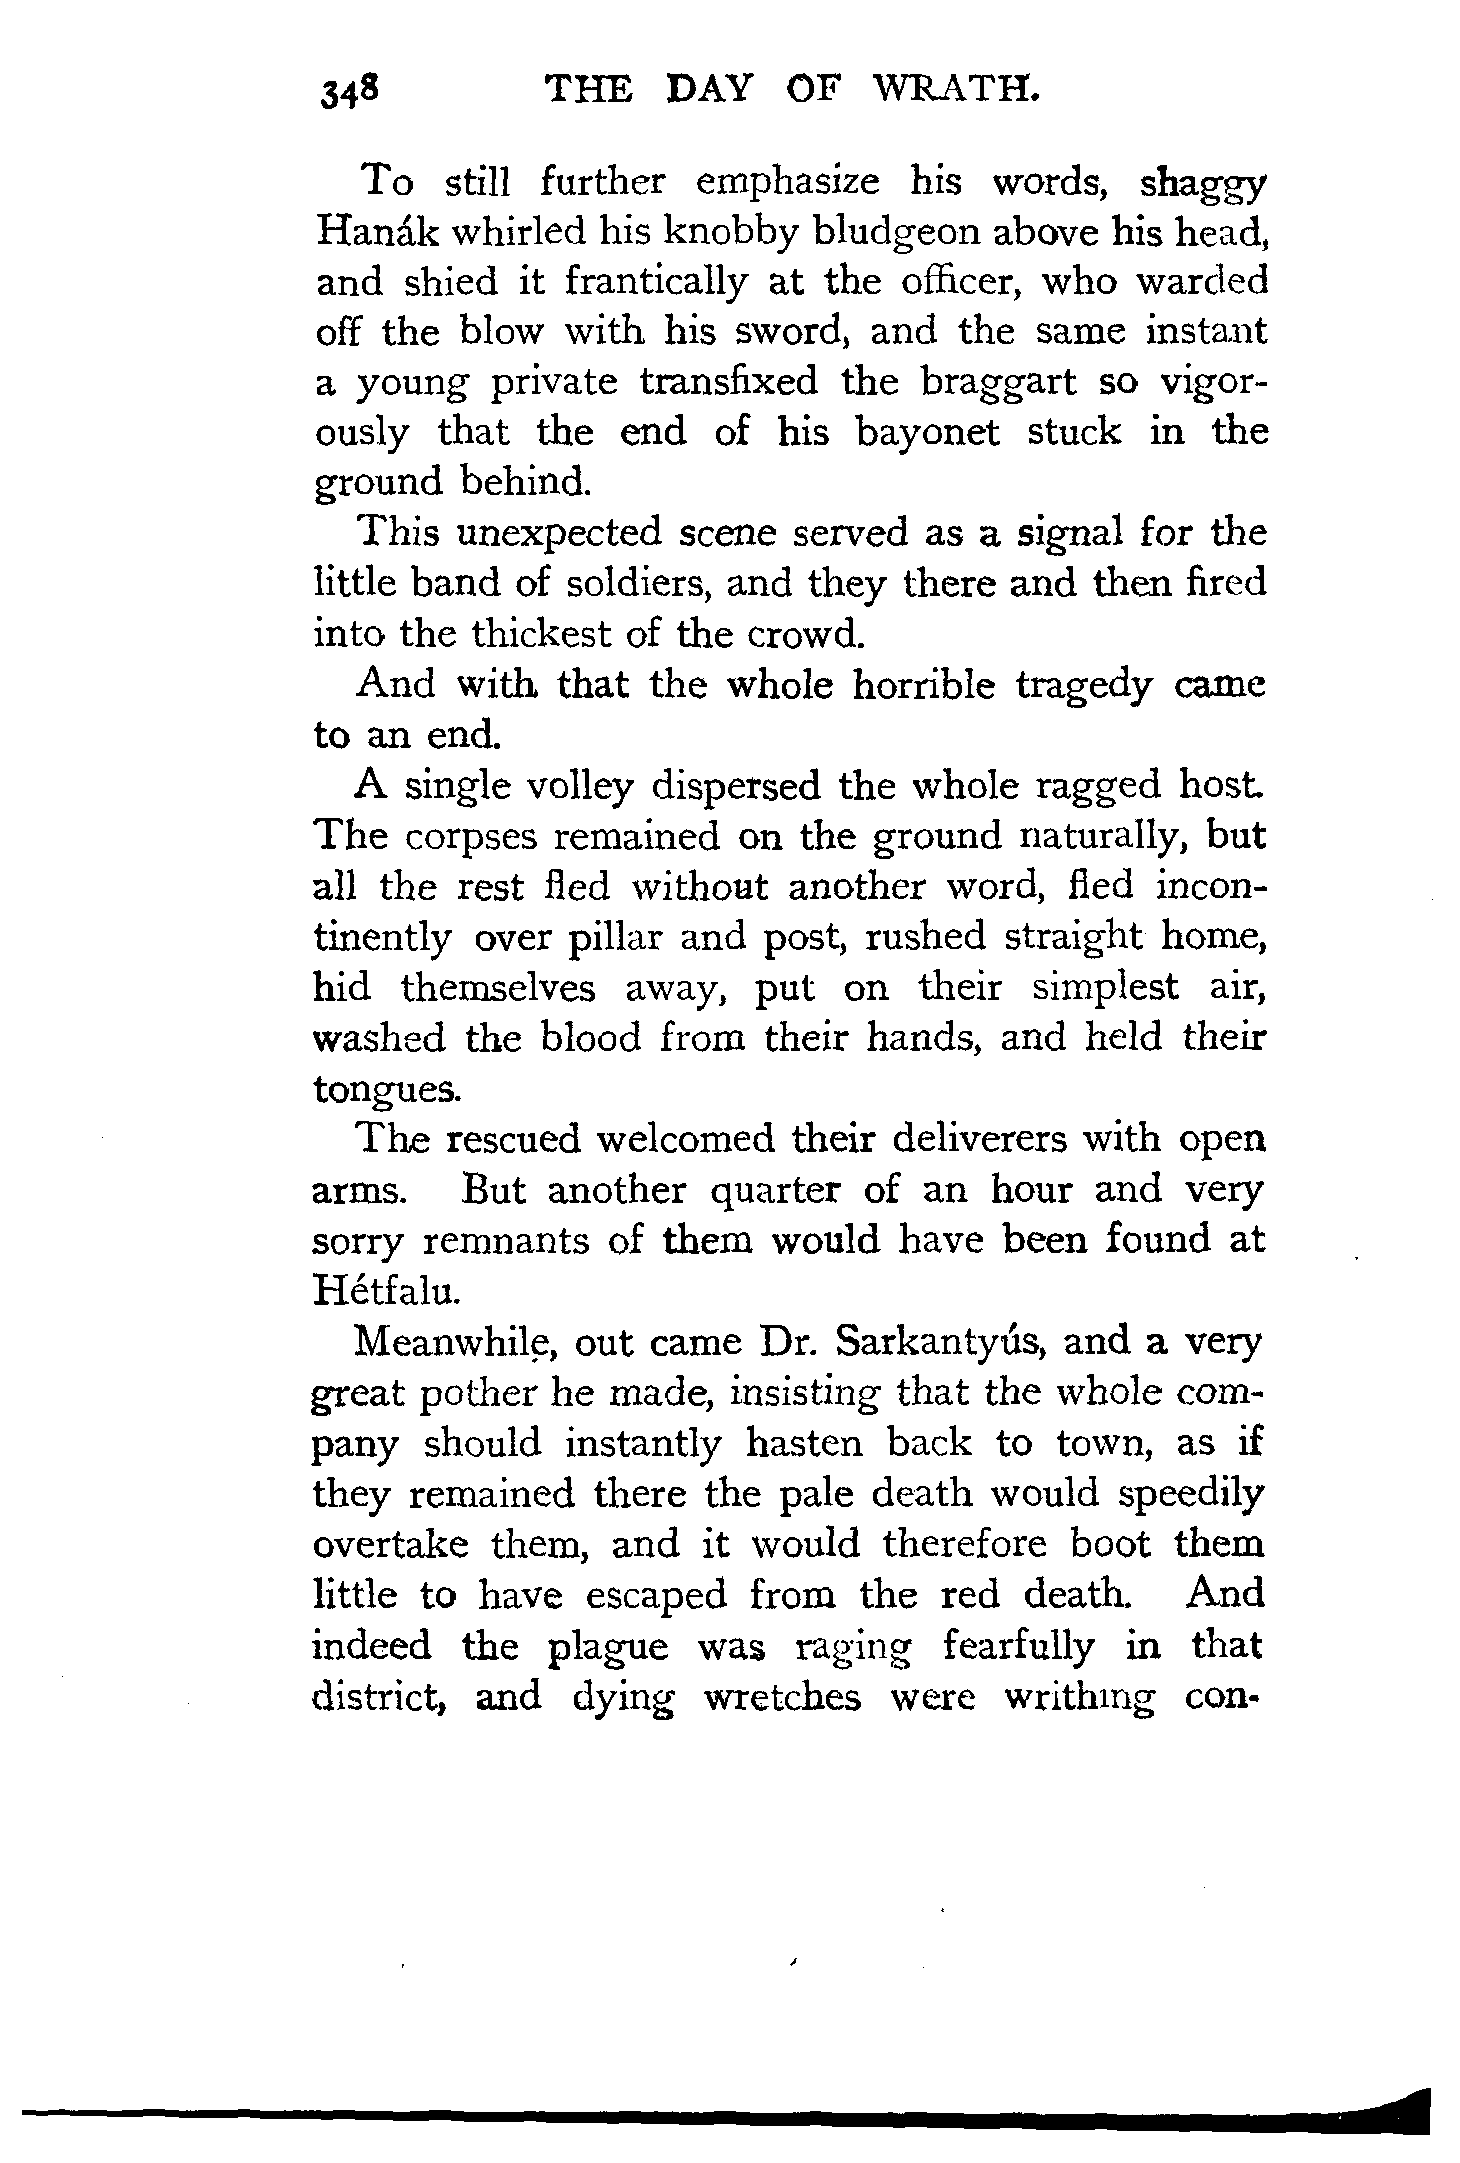 348 THE DAY OF WRATH.
To still further emphasize his words, shaggy
Hanák whirled his knobby bludgeon above his head,
and shied it frantically at the officer, who warded
off the blow with his sword, and the same instant
a young private transfixed the braggart so vigor-
ously that the end of his bayonet stuck in the
ground behind.
This unexpected scene served as a signal for the
little band of soldiers, and they there and then fired
into the thickest of the crowd.
And with that the whole horrible tragedy came
to an end.
A single volley dispersed the whole ragged host.
The corpses remained on the ground naturally, but
all the rest fled without another word, fled incon-
tinently over pillar and post, rushed straight home,
hid themselves away, put on their simplest air,
washed the blood from their hands, and held their
tongues.
The rescued welcomed their deliverers with open
arms. But another quarter of an hour and very
sorry remnants of them would have been found at
Hétfalu.
Meanwhile, out came Dr. Sarkantyús, and a very
great pother he made, insisting that the whole com-
pany should instantly hasten back to town, as if
they remained there the pale death would speedily
overtake them, and it would therefore boot them
little to have escaped from the red death. And
indeed the plague was raging fearfully in that
district, and dying wretches were writhing con-